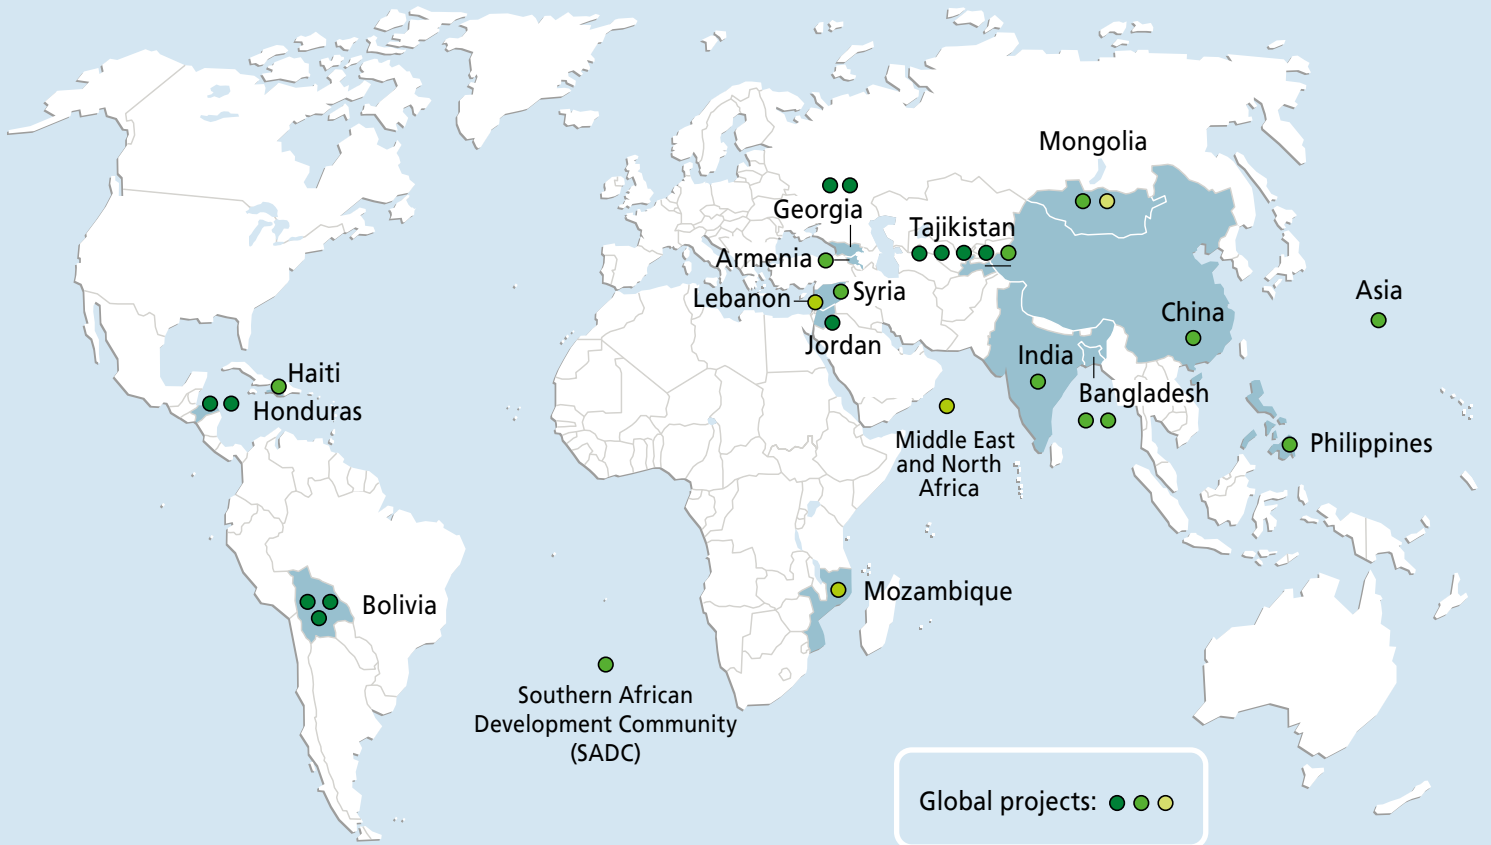 Mongolia
Georgia
Tajikistan
Armenia
Lebanon
Syria
Asia
China
Jordan
India
Haiti
Bangladesh
Honduras
Middle East
and North
Africa
Philippines
Mozambique
Bolivia
Southern African
Development Community
(SADC)
Global projects: